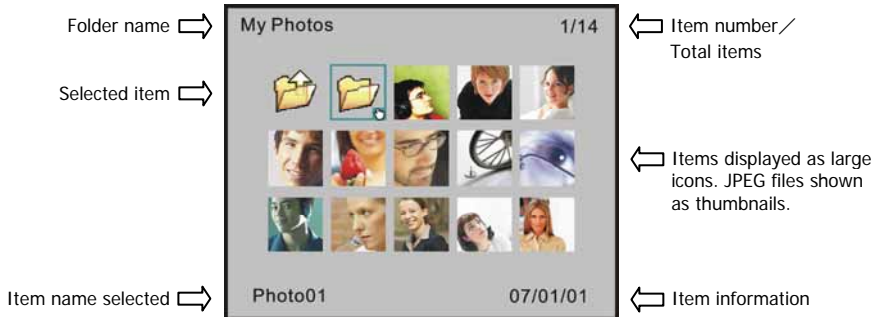 Folder name
My Photos
1/14
Item number／
Total items
Selected item
Items displayed as large
icons. JPEG files shown
as thumbnails.
Item name selected
Photo01
07/01/01
Item information